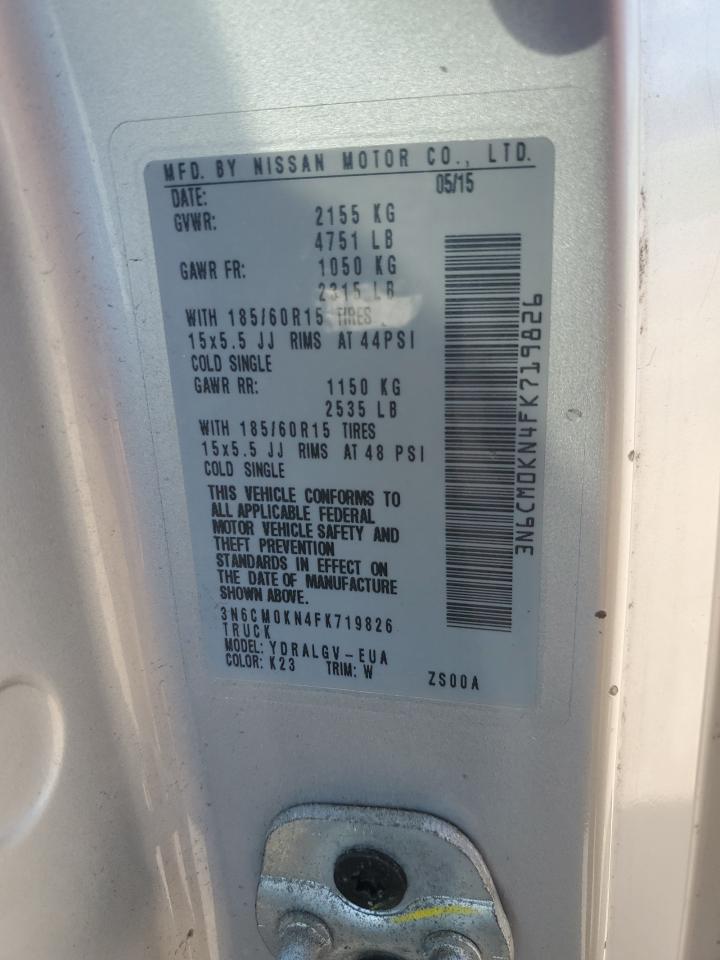 MFD. BY NISSAN MOTOR CO., LTD.
DATE: 05/15
GVWR: 2155 KG
4751 LB
GAWR FR: 1050 KG
2315 LB
WITH 185/60R15 TIRES
15x5.5 JJ RIMS AT 44PSI
COLD SINGLE
GAWR RR: 1150 KG
2535 LB
WITH 185/60R15 TIRES
15x5.5 JJ RIMS AT 48 PSI
COLD SINGLE
THIS VEHICLE CONFORMS TO
ALL APPLICABLE FEDERAL
MOTOR VEHICLE SAFETY AND
THEFT PREVENTION
STANDARDS IN EFFECT ON
THE DATE OF MANUFACTURE
SHOWN ABOVE.
3N6CM0KN4FK719826
TRUCK
MODEL: YDRALGV-EUA
COLOR: K23 TRIM: W ZS00A
3N6CM0KN4FK719826